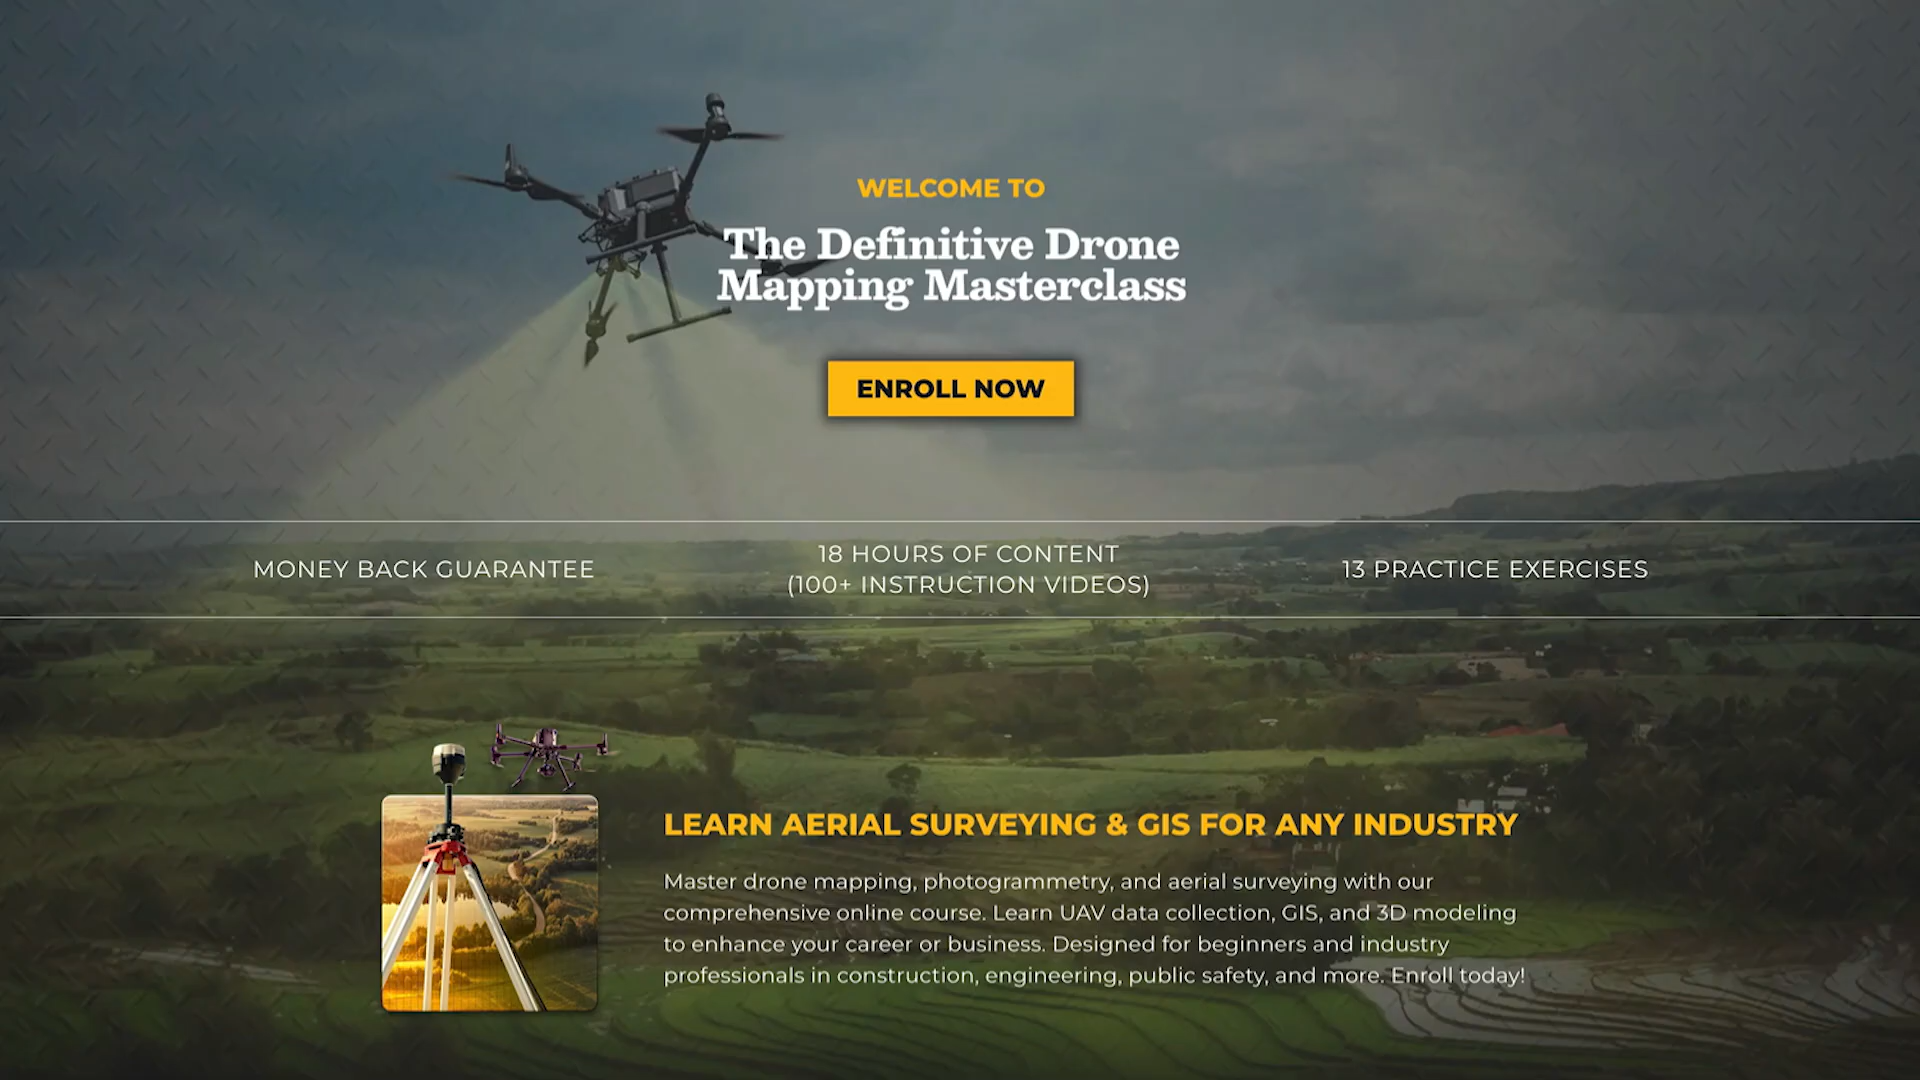 WELCOME TO
The Definitive Drone
Mapping Masterclass
ENROLL NOW
MONEY BACK GUARANTEE
18 HOURS OF CONTENT
(100+ INSTRUCTION VIDEOS)
13 PRACTICE EXERCISES
LEARN AERIAL SURVEYING & GIS FOR ANY INDUSTRY
Master drone mapping, photogrammetry, and aerial surveying with our
comprehensive online course. Learn UAV data collection, GIS, and 3D modeling
to enhance your career or business. Designed for beginners and industry
professionals in construction, engineering, public safety, and more. Enroll today!